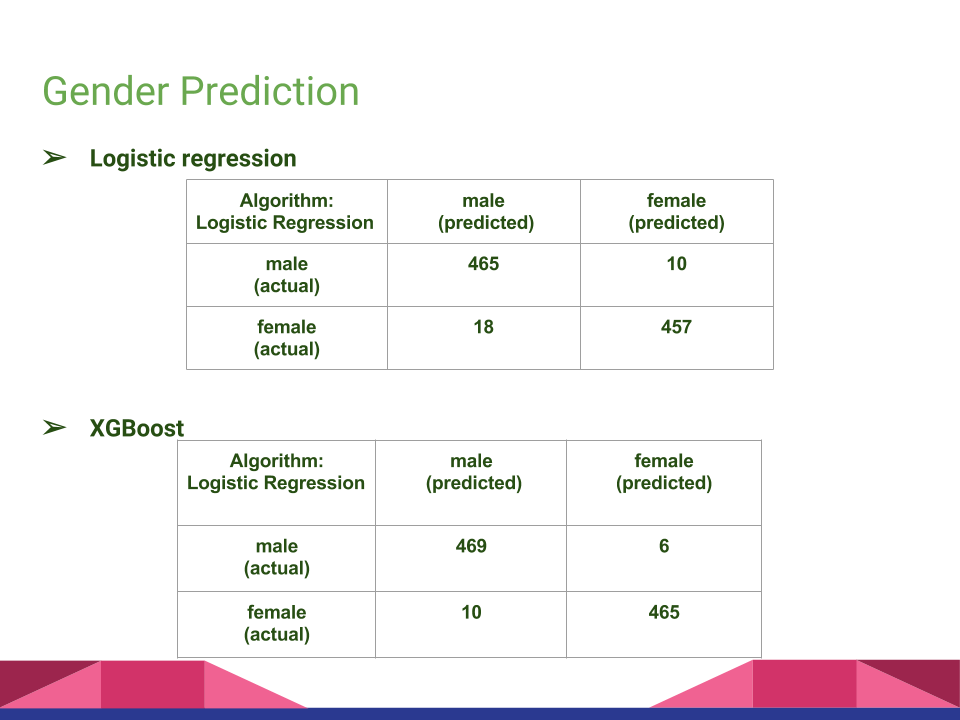 Gender Prediction
➢ Logistic regression
Algorithm: male female
Logistic Regression (predicted) (predicted)
male 465 10
(actual)
female 18 457
(actual)
➢ XGBoost
Algorithm: male female
Logistic Regression (predicted) (predicted)
male 469 6
(actual)
female 10 465
(actual)